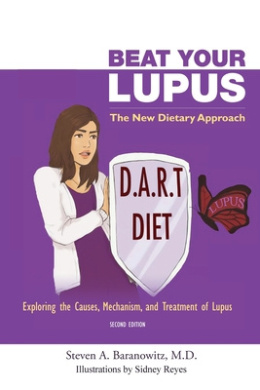 BEAT YOUR
LUPUS
The New Dietary Approach
D.A.R.T
DIET
LUPUS
Exploring the Causes, Mechanism, and Treatment of Lupus
SECOND EDITION
Steven A. Baranowitz, M.D.
Illustrations by Sidney Reyes